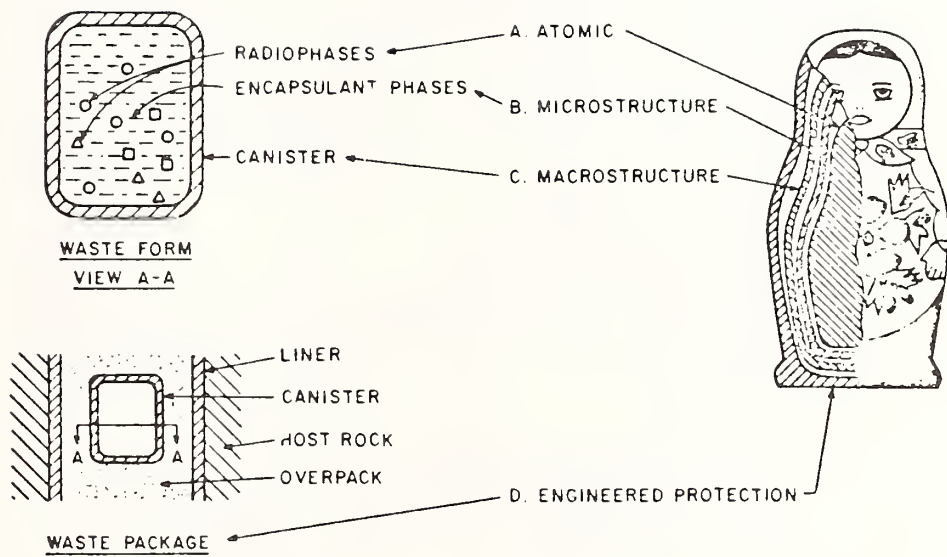 RADIOPHASES
ENCAPSULANT PHASES
CANISTER
WASTE FORM
VIEW A-A
A. ATOMIC
B. MICROSTRUCTURE
C. MACROSTRUCTURE
LINER
CANISTER
HOST ROCK
OVERPACK
A A
WASTE PACKAGE
D. ENGINEERED PROTECTION